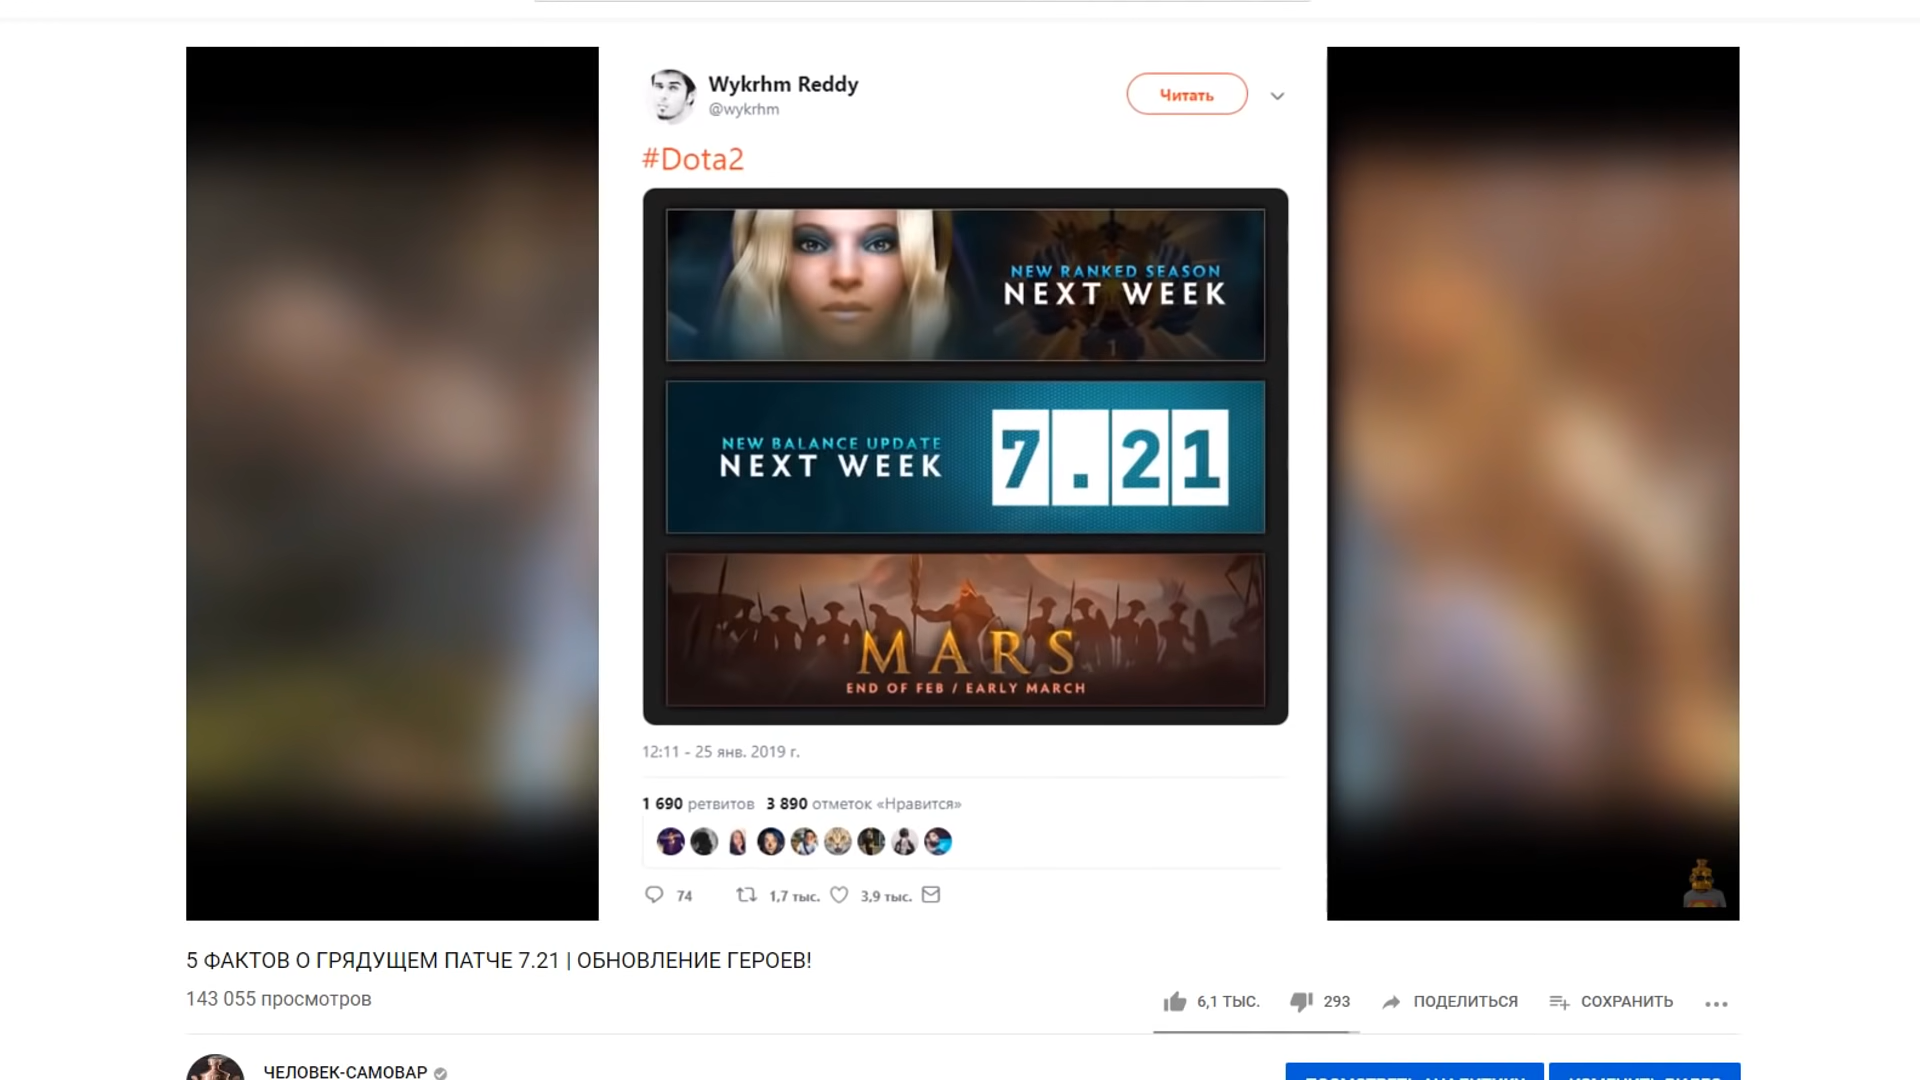 Wykrhm Reddy
@wykrhm
Читать
#Dota2
NEW RANKED SEASON
NEXT WEEK
1
NEW BALANCE UPDATE
NEXT WEEK
7.21
MARS
END OF FEB / EARLY MARCH
12:11 - 25 янв. 2019 г.
1 690 ретвитов 3 890 отметок «Нравится»
74 1,7 тыс. 3,9 тыс.
5 ФАКТОВ О ГРЯДУЩЕМ ПАТЧЕ 7.21 | ОБНОВЛЕНИЕ ГЕРОЕВ!
143 055 просмотров
6,1 ТЫС. 293 ПОДЕЛИТЬСЯ СОХРАНИТЬ
ЧЕЛОВЕК-САМОВАР